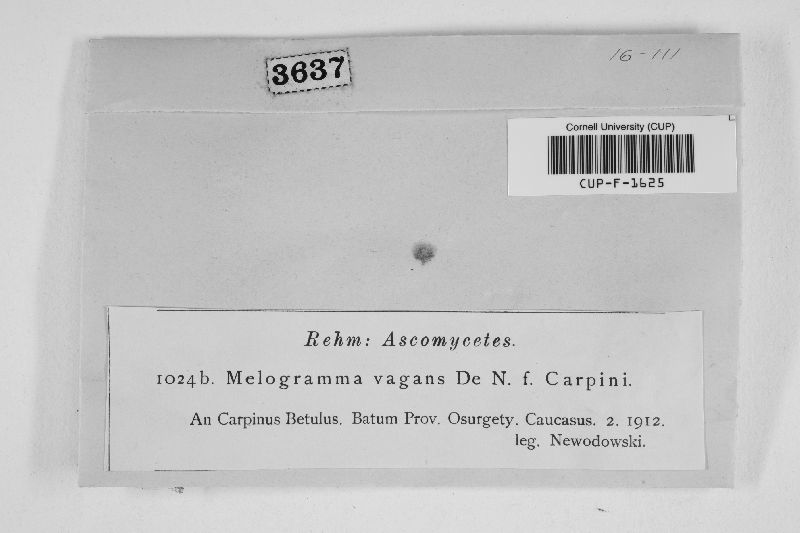 3637
16-111
Cornell University (CUP)
CUP-F-1625
Rehm: Ascomycetes.
1024b. Melogramma vagans De N. f. Carpini.
An Carpinus Betulus. Batum Prov. Osurgety. Caucasus. 2. 1912.
leg. Newodowski.